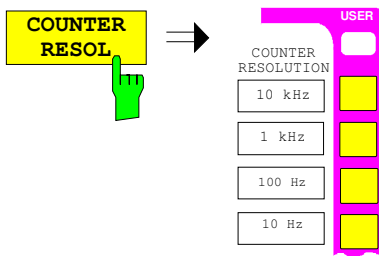 COUNTER
RESOL
USER
COUNTER
RESOLUTION
10 kHz
1 kHz
100 Hz
10 Hz